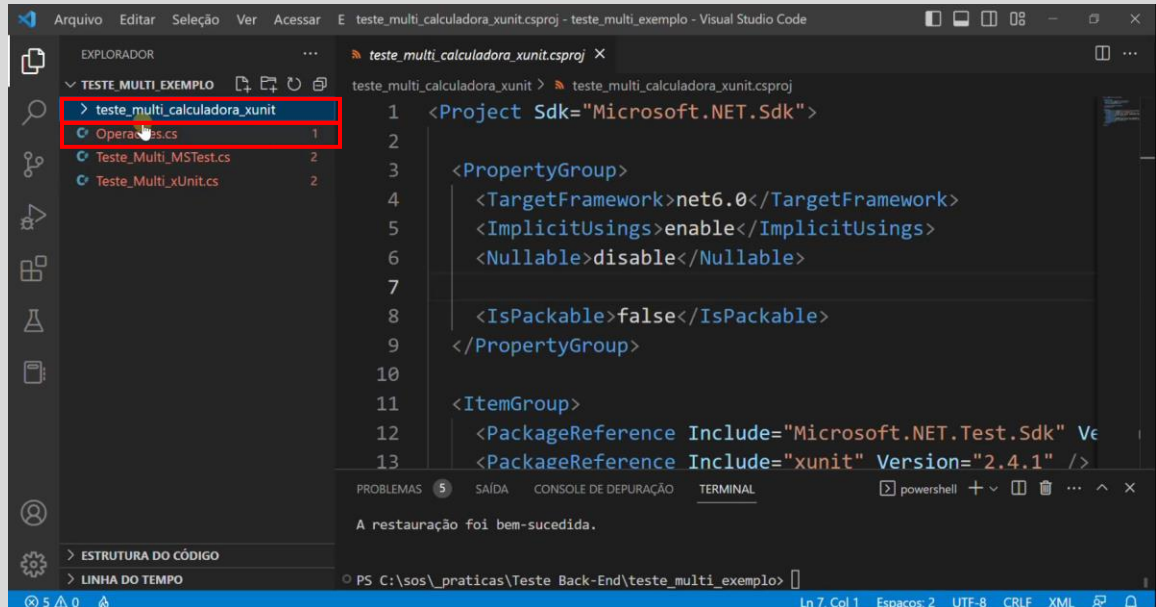 Arquivo Editar Seleção Ver Acessar E teste_multi_calculadora_xunit.csproj - teste_multi_exemplo - Visual Studio Code
EXPLORADOR
teste_multi_calculadora_xunit.csproj
TESTE_MULTI_EXEMPLO
teste_multi_calculadora_xunit > teste_multi_calculadora_xunit.csproj
teste_multi_calculadora_xunit
Opera es.cs 1
Teste_Multi_MSTest.cs 2
Teste_Multi_xUnit.cs 2
1 <Project Sdk="Microsoft.NET.Sdk">
2
3 <PropertyGroup>
4 <TargetFramework>net6.0</TargetFramework>
5 <ImplicitUsings>enable</ImplicitUsings>
6 <Nullable>disable</Nullable>
7
8 <IsPackable>false</IsPackable>
9 </PropertyGroup>
10
11 <ItemGroup>
12 <PackageReference Include="Microsoft.NET.Test.Sdk" Ve
13 <PackageReference Include="xunit" Version="2.4.1" />
PROBLEMAS 5 SAÍDA CONSOLE DE DEPURAÇÃO TERMINAL powershell
A restauração foi bem-sucedida.
PS C:\sos\_praticas\Teste Back-End\teste_multi_exemplo>
ESTRUTURA DO CÓDIGO
LINHA DO TEMPO
5 0 Ln 7, Col 1 Espaços: 2 UTF-8 CRLF XML